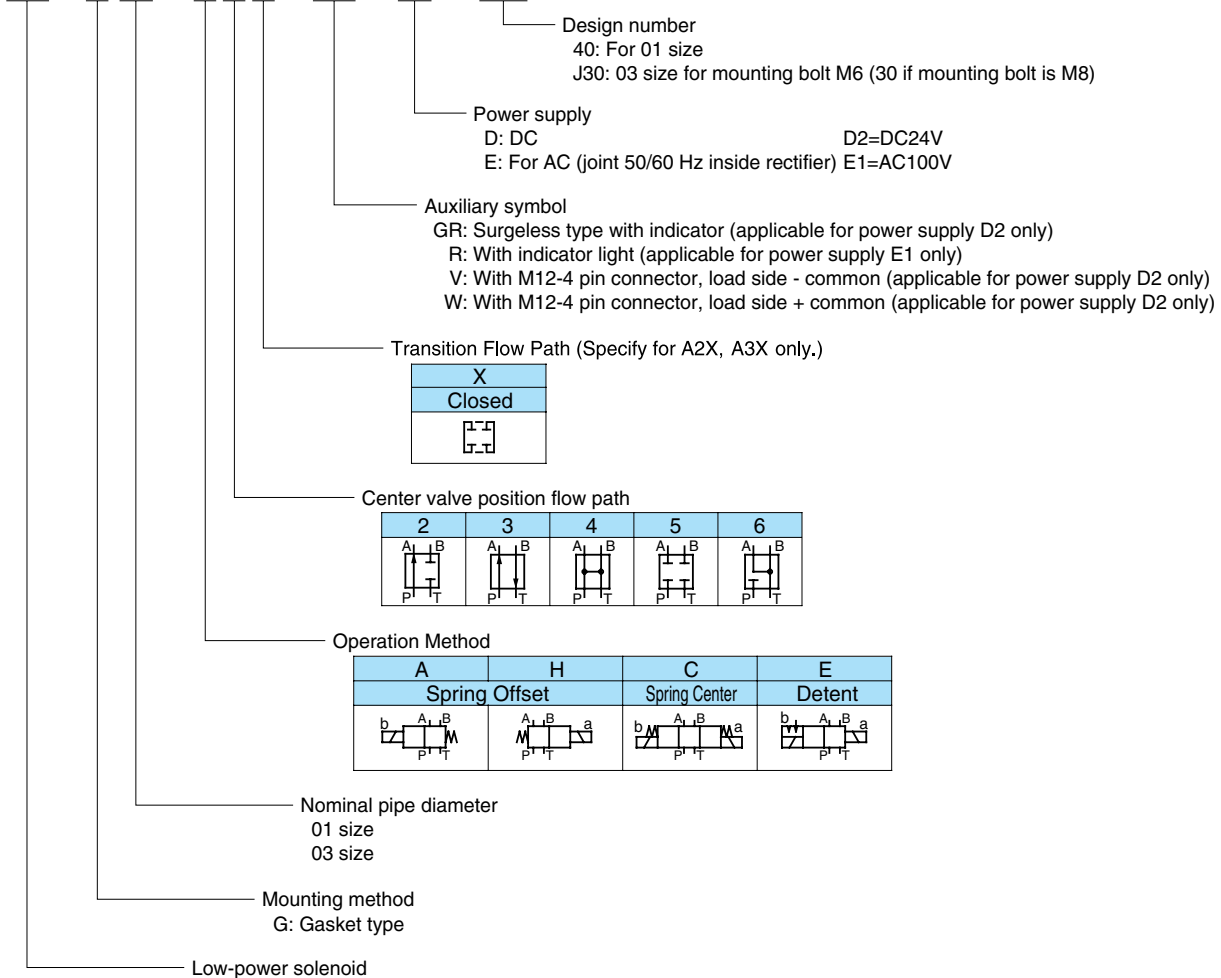 Design number
40: For 01 size
J30: 03 size for mounting bolt M6 (30 if mounting bolt is M8)
Power supply
D: DC D2=DC24V
E: For AC (joint 50/60 Hz inside rectifier) E1=AC100V
Auxiliary symbol
GR: Surgeless type with indicator (applicable for power supply D2 only)
R: With indicator light (applicable for power supply E1 only)
V: With M12-4 pin connector, load side - common (applicable for power supply D2 only)
W: With M12-4 pin connector, load side + common (applicable for power supply D2 only)
Transition Flow Path (Specify for A2X, A3X only.)
X
Closed
Center valve position flow path
2 3 4 5 6
A B A B A B A B A B
P T P T P T P T P T
Operation Method
A H C E
Spring Offset Spring Center Detent
b A B A B a b A B a b A B a
P T P T P T P T
Nominal pipe diameter
01 size
03 size
Mounting method
G: Gasket type
Low-power solenoid